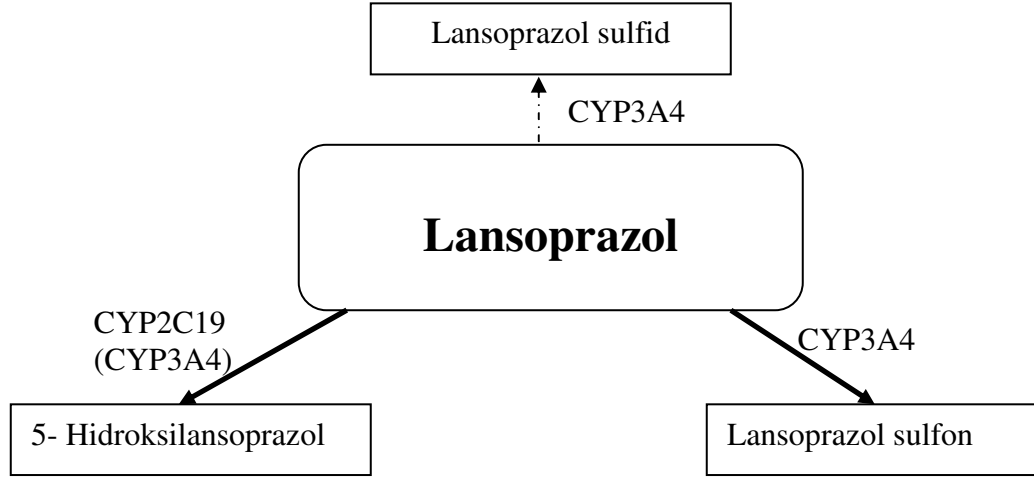 Lansoprazol sulfid
CYP3A4
Lansoprazol
CYP2C19
(CYP3A4)
CYP3A4
5- Hidroksilansoprazol
Lansoprazol sulfon